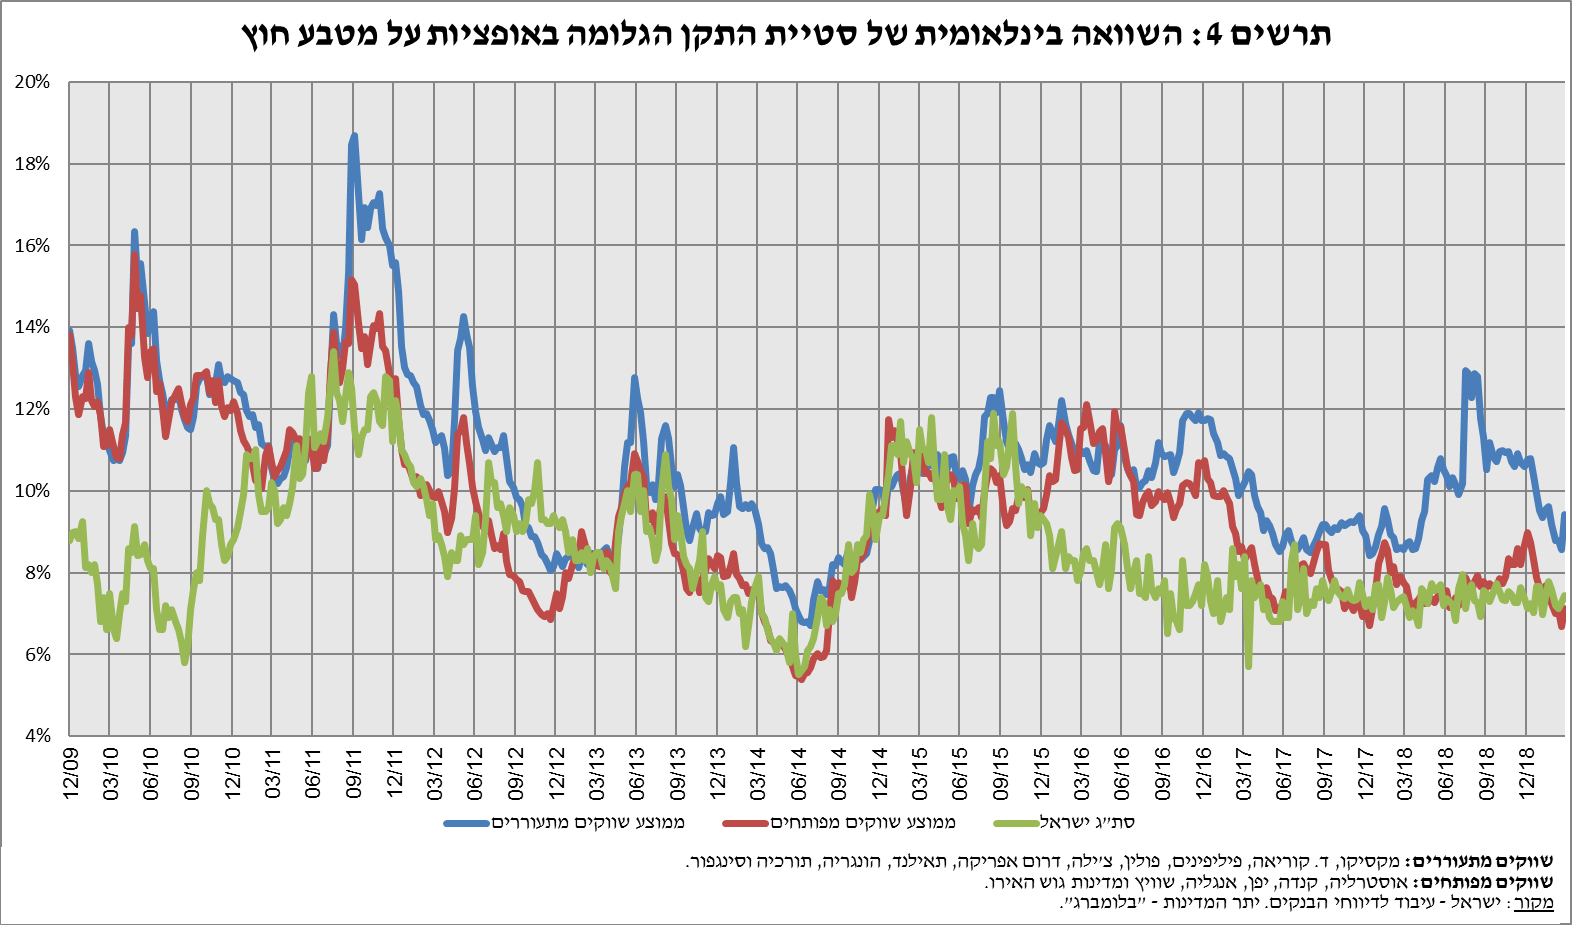 תרשים 4: השוואה בינלאומית של סטיית התקן הגלומה באופציות על מטבע חוץ
20%
18%
16%
14%
12%
10%
8%
6%
4%
12/09 03/10 06/10 09/10 12/10 03/11 06/11 09/11 12/11 03/12 06/12 09/12 12/12 03/13 06/13 09/13 12/13 03/14 06/14 09/14 12/14 03/15 06/15 09/15 12/15 03/16 06/16 09/16 12/16 03/17 06/17 09/17 12/17 03/18 06/18 09/18 12/18
סת"ג ישראל ממוצע שווקים מפותחים ממוצע שווקים מתעוררים
שווקים מתעוררים: מקסיקו, ד. קוריאה, פיליפינים, פולין, צ'ילה, דרום אפריקה, תאילנד, הונגריה, תורכיה וסינגפור.
שווקים מפותחים: אוסטרליה, קנדה, יפן, אנגליה, שוויץ ומדינות גוש האירו.
מקור: ישראל - עיבוד לדיווחי הבנקים. יתר המדינות - "בלומברג".